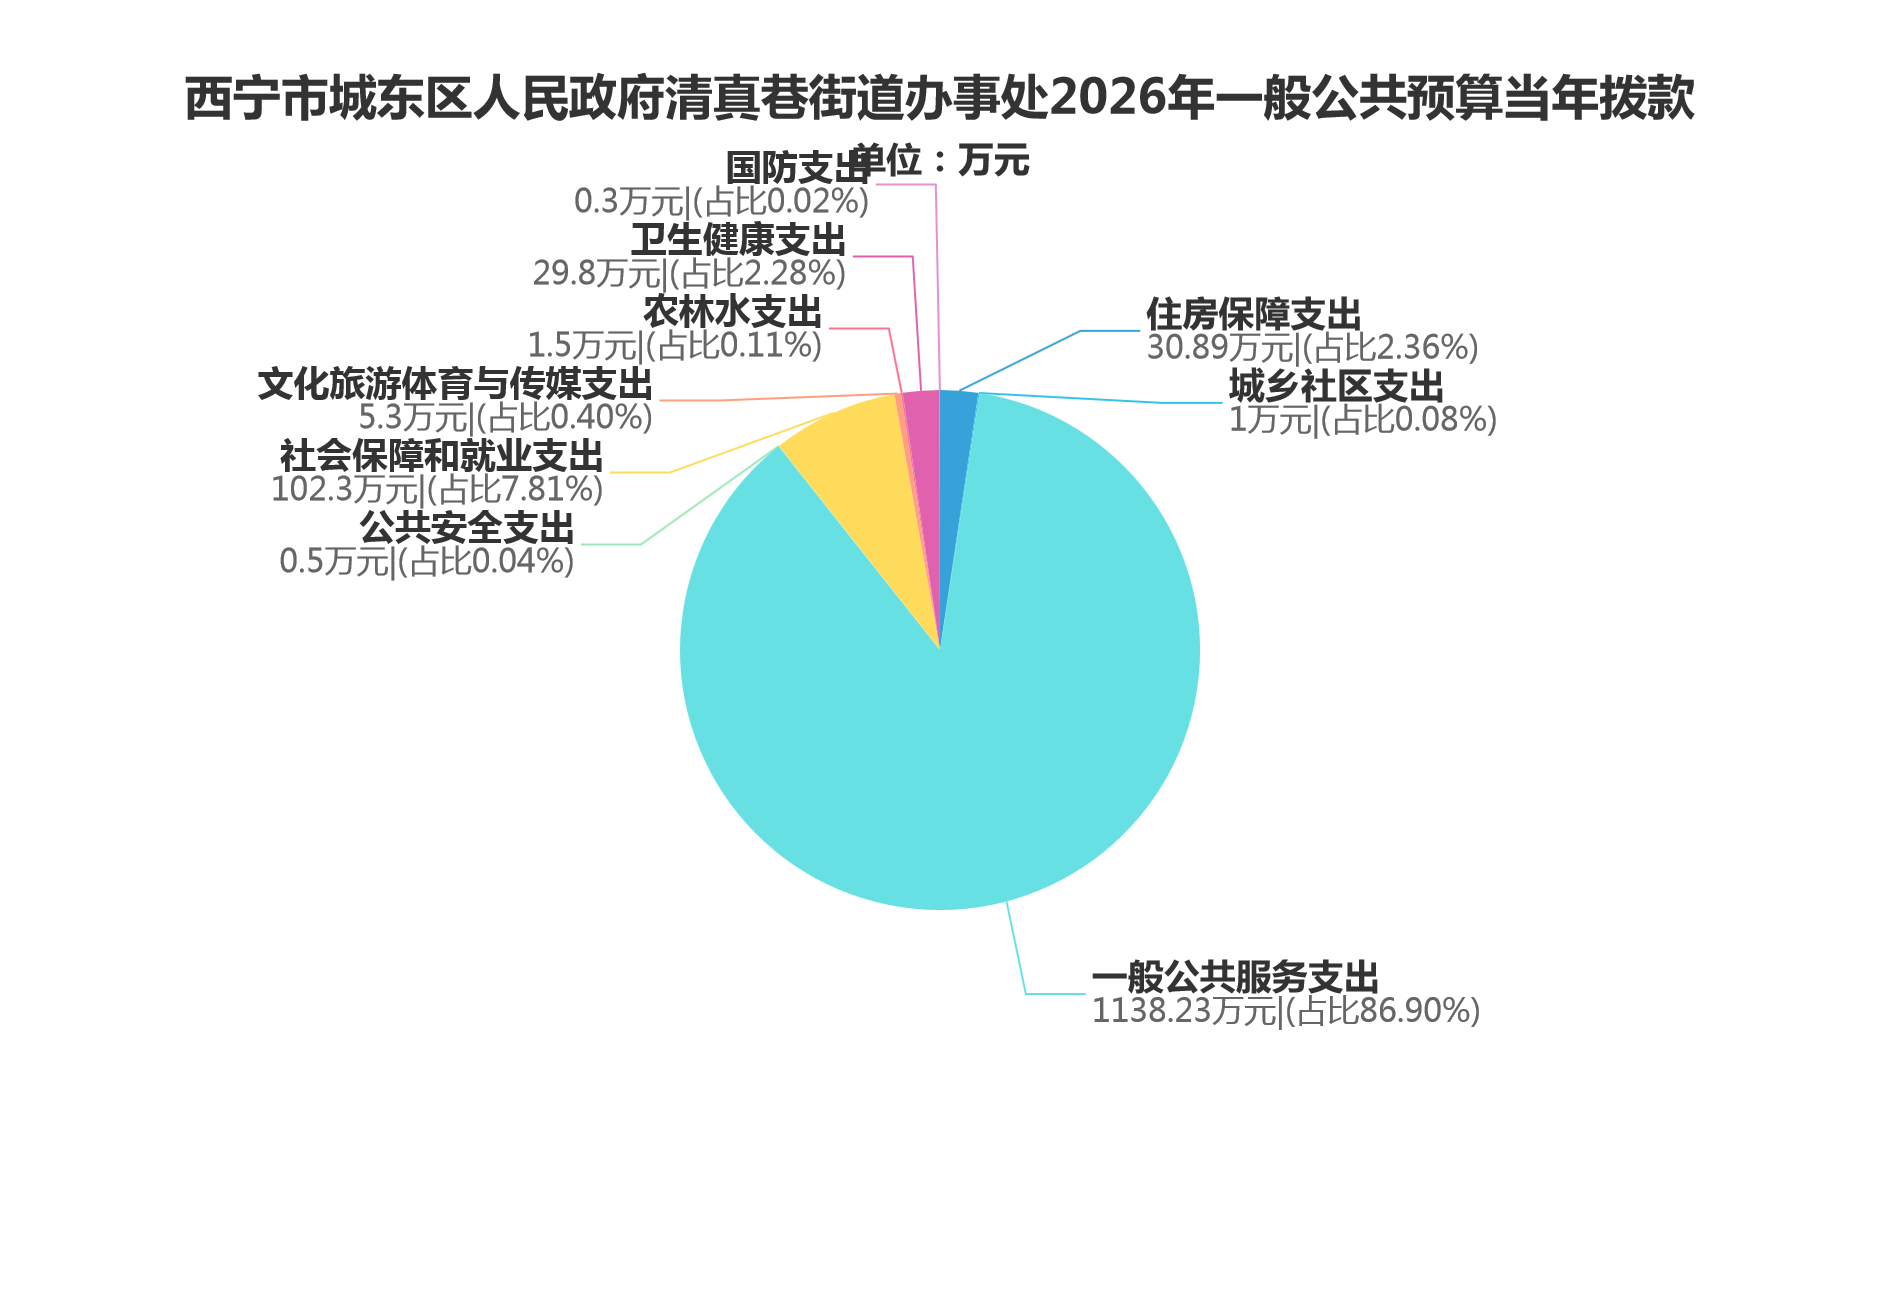 西宁市城东区人民政府清真巷街道办事处2026年一般公共预算当年拨款
单位：万元
国防支出
0.3万元|(占比0.02%)
卫生健康支出
29.8万元|(占比2.28%)
农林水支出
1.5万元|(占比0.11%)
文化旅游体育与传媒支出
5.3万元|(占比0.40%)
社会保障和就业支出
102.3万元|(占比7.81%)
公共安全支出
0.5万元|(占比0.04%)
住房保障支出
30.89万元|(占比2.36%)
城乡社区支出
1万元|(占比0.08%)
一般公共服务支出
1138.23万元|(占比86.90%)